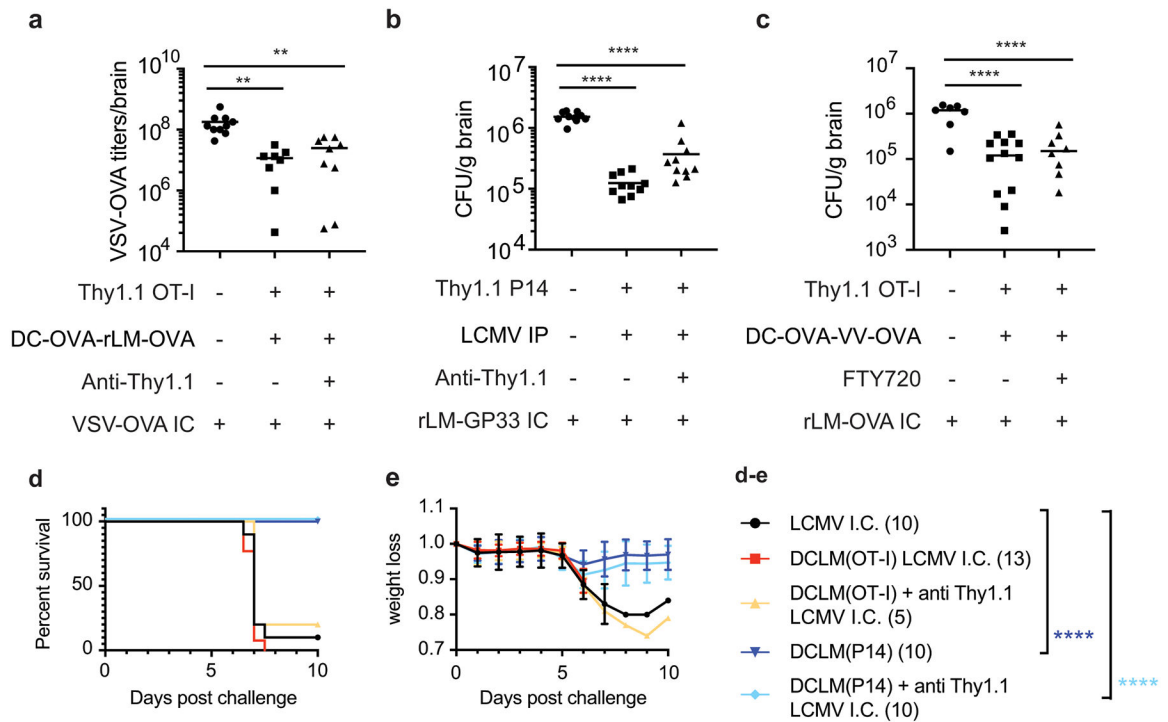 a
b
c
**
**
VSV-OVA titers/brain
10^10
10^8
10^6
10^4
****
****
CFU/g brain
10^7
10^6
10^5
10^4
****
****
CFU/g brain
10^7
10^6
10^5
10^4
10^3
Thy1.1 OT-I - + +
DC-OVA-rLM-OVA - + +
Anti-Thy1.1 - - +
VSV-OVA IC + + +
Thy1.1 P14 - + +
LCMV IP - + +
Anti-Thy1.1 - - +
rLM-GP33 IC + + +
Thy1.1 OT-I - + +
DC-OVA-VV-OVA - + +
FTY720 - - +
rLM-OVA IC + + +
d
Percent survival
100
50
0
0 5 10
Days post challenge
e
weight loss
1.1
1.0
0.9
0.8
0.7
0 5 10
Days post challenge
d-e
LCMV I.C. (10)
DCLM(OT-I) LCMV I.C. (13)
DCLM(OT-I) + anti Thy1.1
LCMV I.C. (5)
DCLM(P14) (10)
DCLM(P14) + anti Thy1.1
LCMV I.C. (10)
****
****